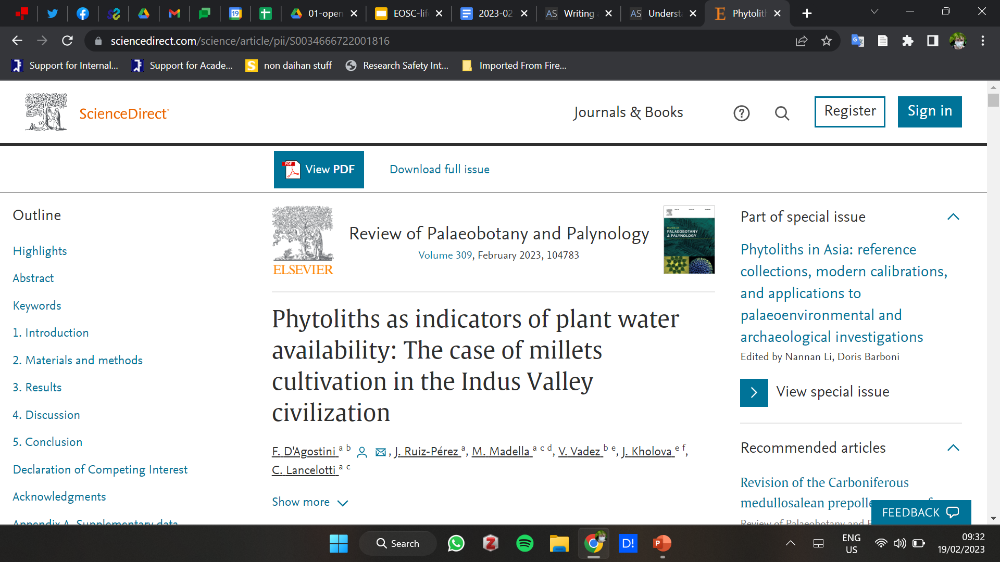 01-open
EOSC-lif
2023-02
AS Writing
AS Underst
Phytolith
sciencedirect.com/science/article/pii/S0034666722001816
Support for Internal...
Support for Acade...
non daihan stuff
Research Safety Int...
Imported From Fire...
ScienceDirect
Journals & Books
Register
Sign in
View PDF
Download full issue
Outline
Highlights
Abstract
Keywords
1. Introduction
2. Materials and methods
3. Results
4. Discussion
5. Conclusion
Declaration of Competing Interest
Acknowledgments
Appendix A. Supplementary data
ELSEVIER
Review of Palaeobotany and Palynology
Volume 309, February 2023, 104783
REVIEW OF
PALAEOBOTANY
& PALYNOLOGY
Phytoliths as indicators of plant water
availability: The case of millets
cultivation in the Indus Valley
civilization
F. D'Agostini a b, J. Ruiz-Pérez a, M. Madella a c d, V. Vadez b e, J. Kholova e f,
C. Lancelotti a c
Show more
Part of special issue
Phytoliths in Asia: reference
collections, modern calibrations,
and applications to
palaeoenvironmental and
archaeological investigations
Edited by Nannan Li, Doris Barboni
View special issue
Recommended articles
Revision of the Carboniferous
medullosalean prepolle
Review of Palaeobotany and P
FEEDBACK
Search
D!
ENG
US
09:32
19/02/2023